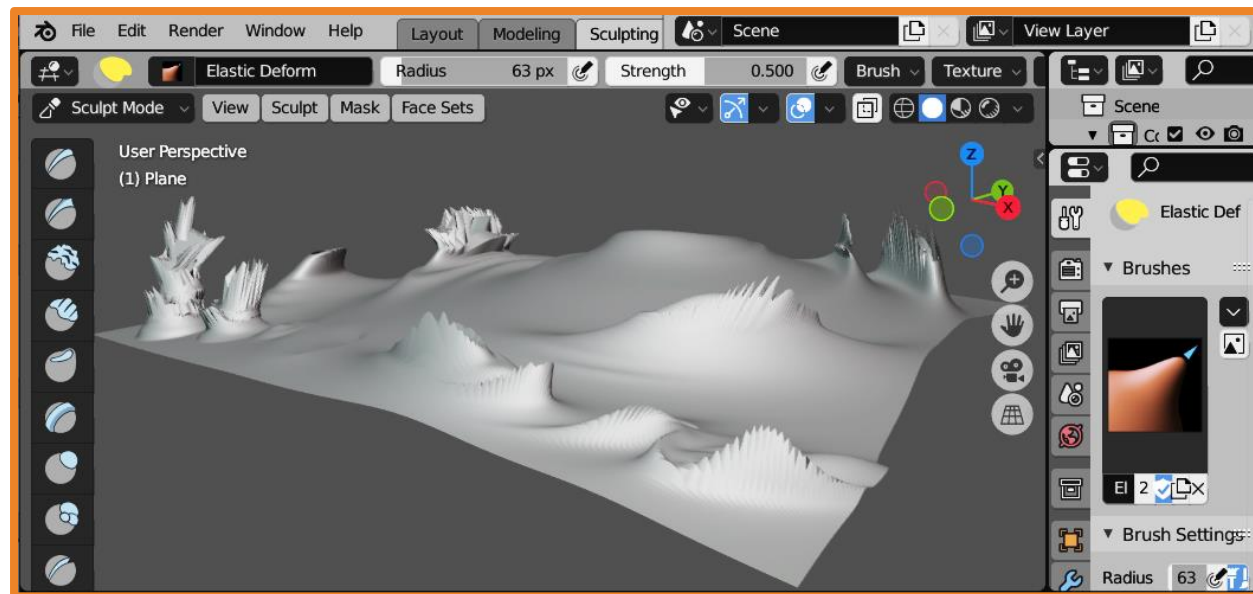 File Edit Render Window Help Layout Modeling Sculpting Scene View Layer
Elastic Deform Radius 63 px Strength 0.500 Brush Texture
Sculpt Mode View Sculpt Mask Face Sets
Scene
User Perspective
(1) Plane
Z
Y
X
Elastic Def
Brushes
El 2
Brush Settings
Radius 63